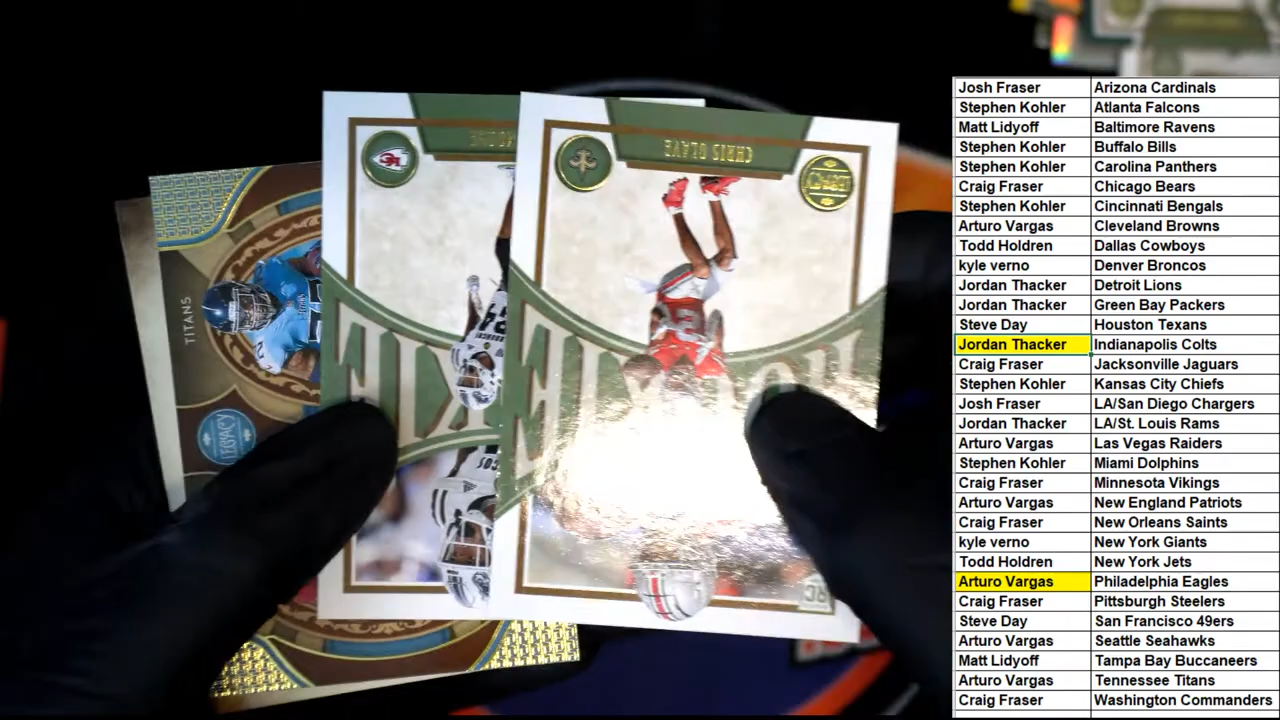 CHRIS OLAVE
LEGACY
TITANS
LEGACY
Josh Fraser Arizona Cardinals
Stephen Kohler Atlanta Falcons
Matt Lidyoff Baltimore Ravens
Stephen Kohler Buffalo Bills
Stephen Kohler Carolina Panthers
Craig Fraser Chicago Bears
Stephen Kohler Cincinnati Bengals
Arturo Vargas Cleveland Browns
Todd Holdren Dallas Cowboys
kyle verno Denver Broncos
Jordan Thacker Detroit Lions
Jordan Thacker Green Bay Packers
Steve Day Houston Texans
Jordan Thacker Indianapolis Colts
Craig Fraser Jacksonville Jaguars
Stephen Kohler Kansas City Chiefs
Josh Fraser LA/San Diego Chargers
Jordan Thacker LA/St. Louis Rams
Arturo Vargas Las Vegas Raiders
Stephen Kohler Miami Dolphins
Craig Fraser Minnesota Vikings
Arturo Vargas New England Patriots
Craig Fraser New Orleans Saints
kyle verno New York Giants
Todd Holdren New York Jets
Arturo Vargas Philadelphia Eagles
Craig Fraser Pittsburgh Steelers
Steve Day San Francisco 49ers
Arturo Vargas Seattle Seahawks
Matt Lidyoff Tampa Bay Buccaneers
Arturo Vargas Tennessee Titans
Craig Fraser Washington Commanders